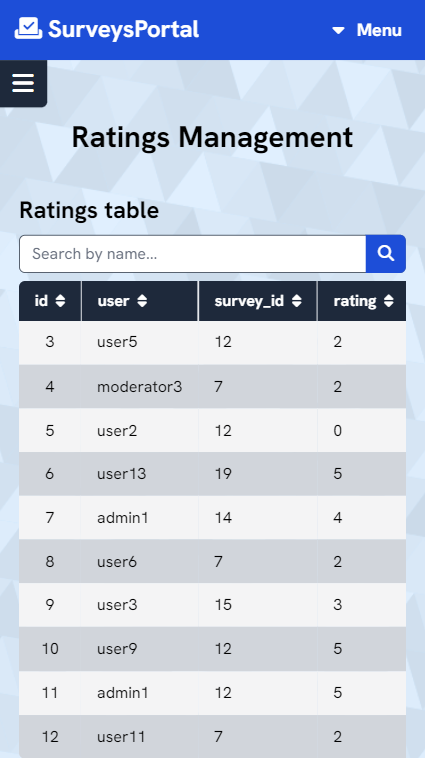 SurveysPortal Menu
Ratings Management
Ratings table
Search by name...
id user survey_id rating
3 user5 12 2
4 moderator3 7 2
5 user2 12 0
6 user13 19 5
7 admin1 14 4
8 user6 7 2
9 user3 15 3
10 user9 12 5
11 admin1 12 5
12 user11 7 2